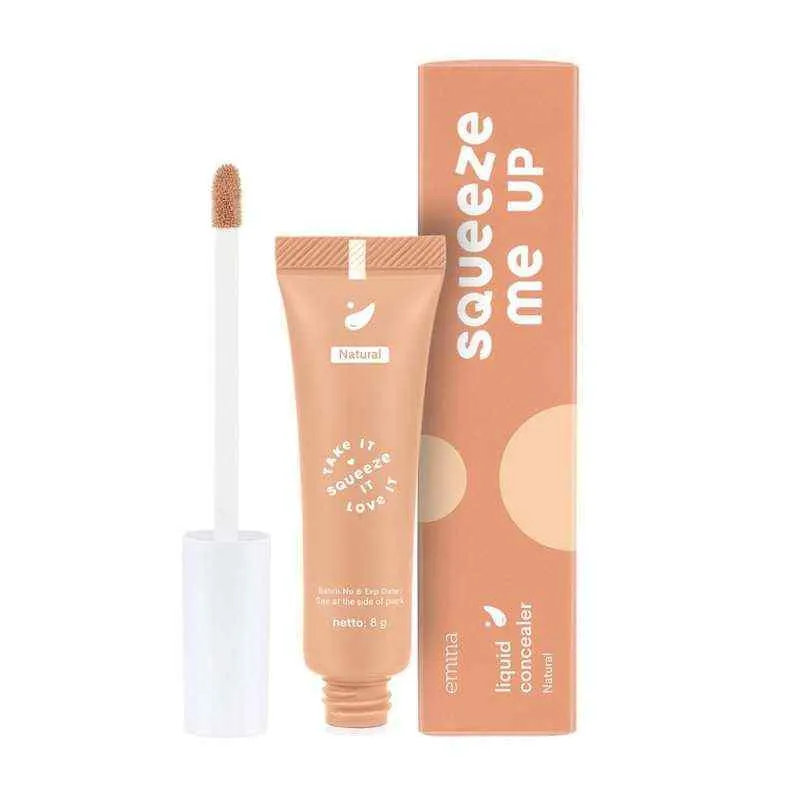 Natural
TAKE IT
SQUEEZE
IT
LOVE IT
Batch No & Exp Date:
See at the side of pack
netto: 8 g
squeeze
me UP
emina
liquid
concealer
Natural